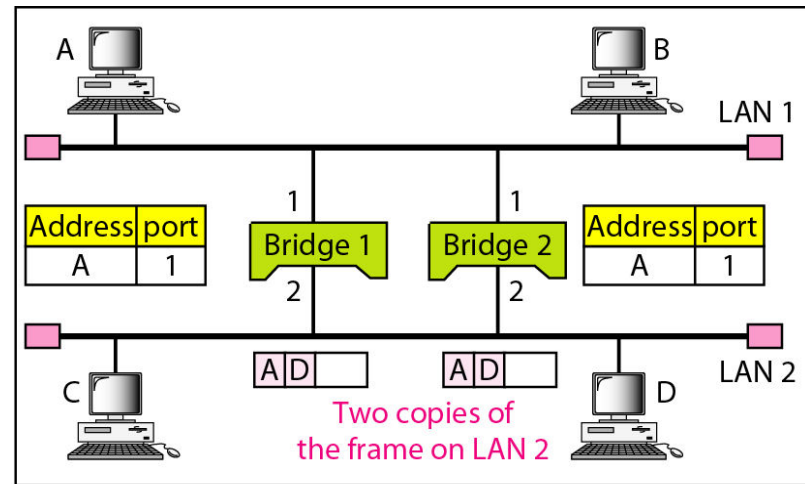 A
B
LAN 1
1
1
Address port
A 1
Bridge 1
Bridge 2
Address port
A 1
2
2
A D
A D
C
D
LAN 2
Two copies of
the frame on LAN 2